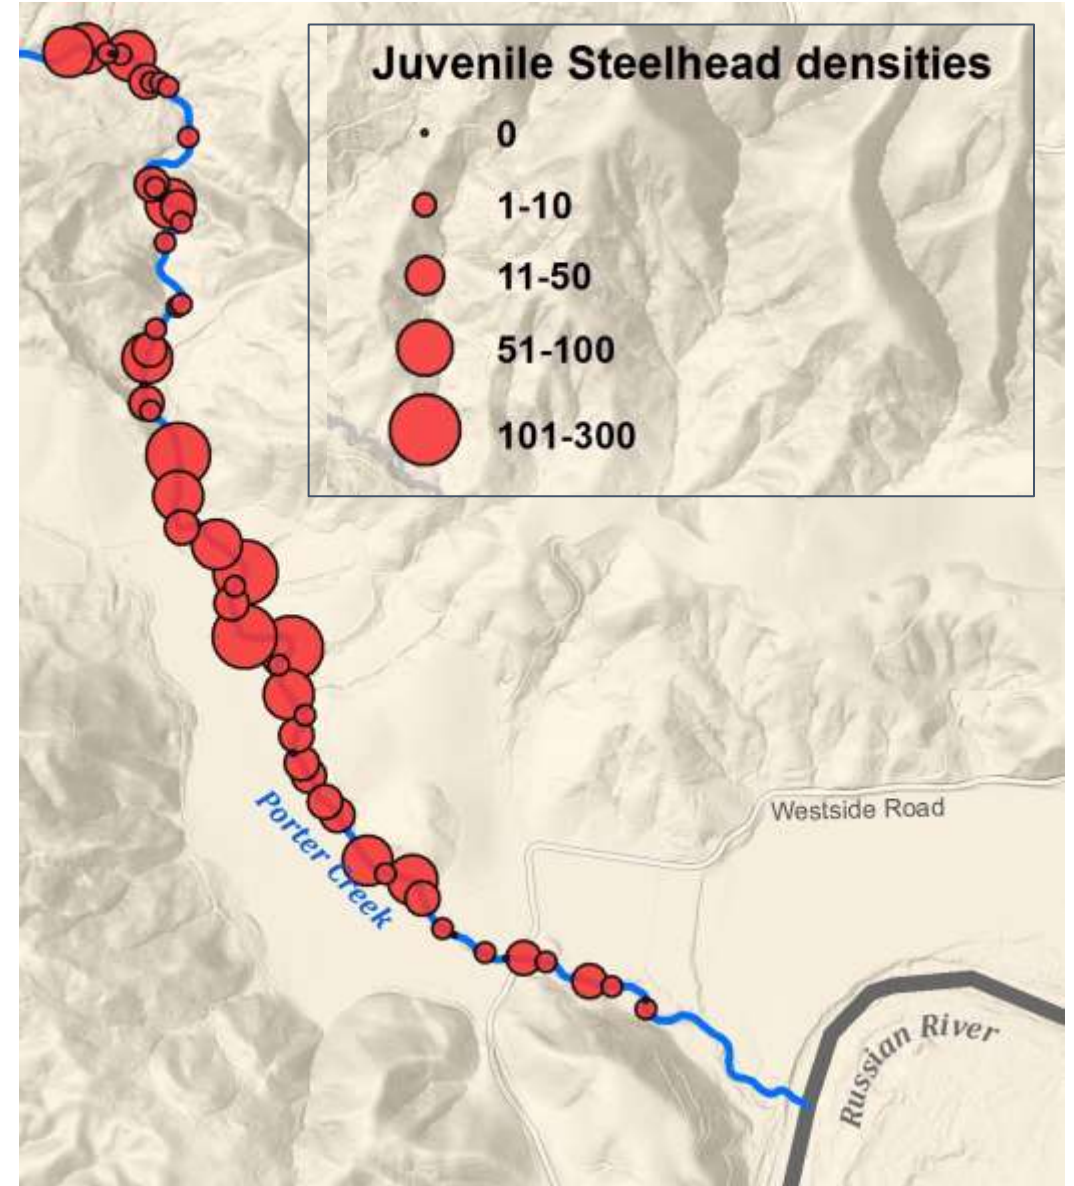 Juvenile Steelhead densities
0
1-10
11-50
51-100
101-300
Westside Road
Porter Creek
Russian River